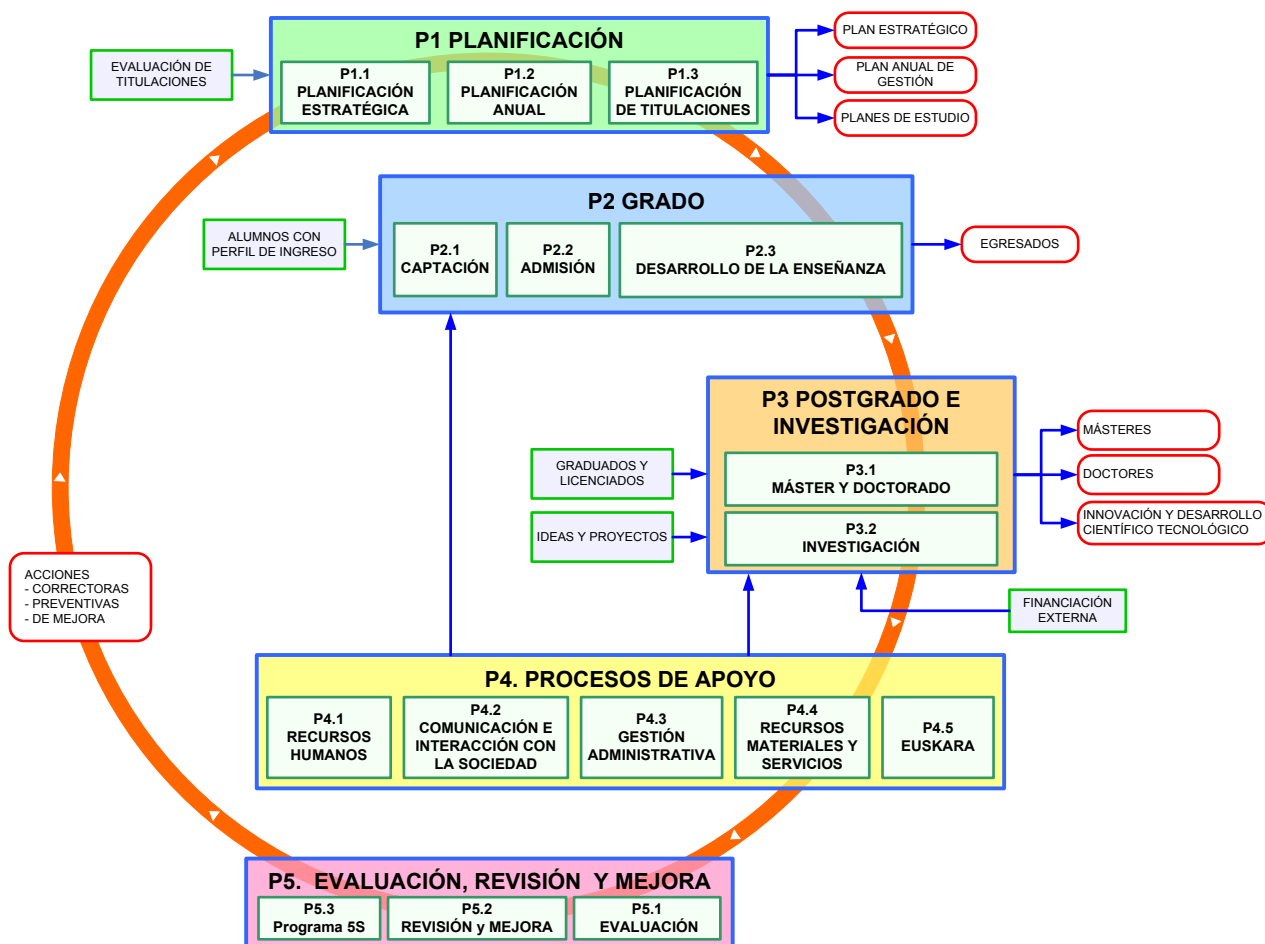 P1 PLANIFICACIÓN
EVALUACIÓN DE
TITULACIONES
P1.1
PLANIFICACIÓN
ESTRATÉGICA
P1.2
PLANIFICACIÓN
ANUAL
P1.3
PLANIFICACIÓN
DE TITULACIONES
PLAN ESTRATÉGICO
PLAN ANUAL DE
GESTIÓN
PLANES DE ESTUDIO
P2 GRADO
ALUMNOS CON
PERFIL DE INGRESO
P2.1
CAPTACIÓN
P2.2
ADMISIÓN
P2.3
DESARROLLO DE LA ENSEÑANZA
EGRESADOS
P3 POSTGRADO E
INVESTIGACIÓN
GRADUADOS Y
LICENCIADOS
IDEAS Y PROYECTOS
P3.1
MÁSTER Y DOCTORADO
P3.2
INVESTIGACIÓN
MÁSTERES
DOCTORES
INNOVACIÓN Y DESARROLLO
CIENTÍFICO TECNOLÓGICO
FINANCIACIÓN
EXTERNA
ACCIONES
- CORRECTORAS
- PREVENTIVAS
- DE MEJORA
P4. PROCESOS DE APOYO
P4.1
RECURSOS
HUMANOS
P4.2
COMUNICACIÓN E
INTERACCIÓN CON
LA SOCIEDAD
P4.3
GESTIÓN
ADMINISTRATIVA
P4.4
RECURSOS
MATERIALES Y
SERVICIOS
P4.5
EUSKARA
P5. EVALUACIÓN, REVISIÓN Y MEJORA
P5.3
Programa 5S
P5.2
REVISIÓN y MEJORA
P5.1
EVALUACIÓN